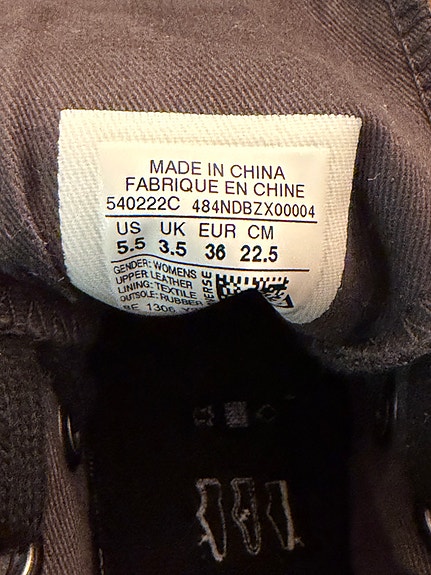 MADE IN CHINA
FABRIQUE EN CHINE
540222C 484NDBZX00004
US UK EUR CM
5.5 3.5 36 22.5
GENDER: WOMENS
UPPER LEATHER
LINING: TEXTILE
OUTSOLE: RUBBER
1306